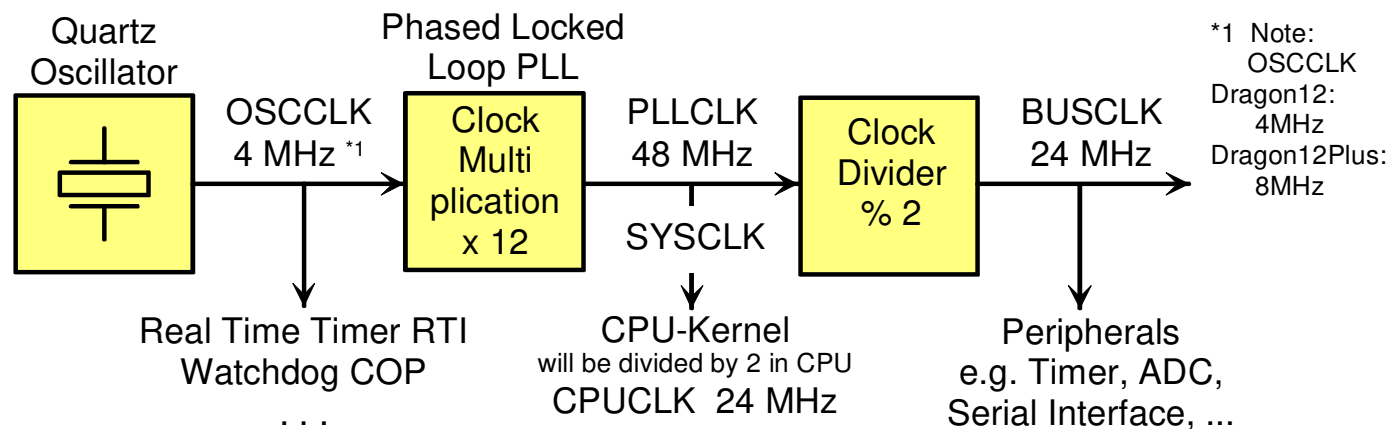 Quartz
Oscillator
OSCCLK
4 MHz *1
Phased Locked
Loop PLL
Clock
Multi
plication
x 12
PLLCLK
48 MHz
SYSCLK
Clock
Divider
% 2
BUSCLK
24 MHz
*1 Note:
OSCCLK
Dragon12:
4MHz
Dragon12Plus:
8MHz
Real Time Timer RTI
Watchdog COP
. . .
CPU-Kernel
will be divided by 2 in CPU
CPUCLK 24 MHz
Peripherals
e.g. Timer, ADC,
Serial Interface, ...